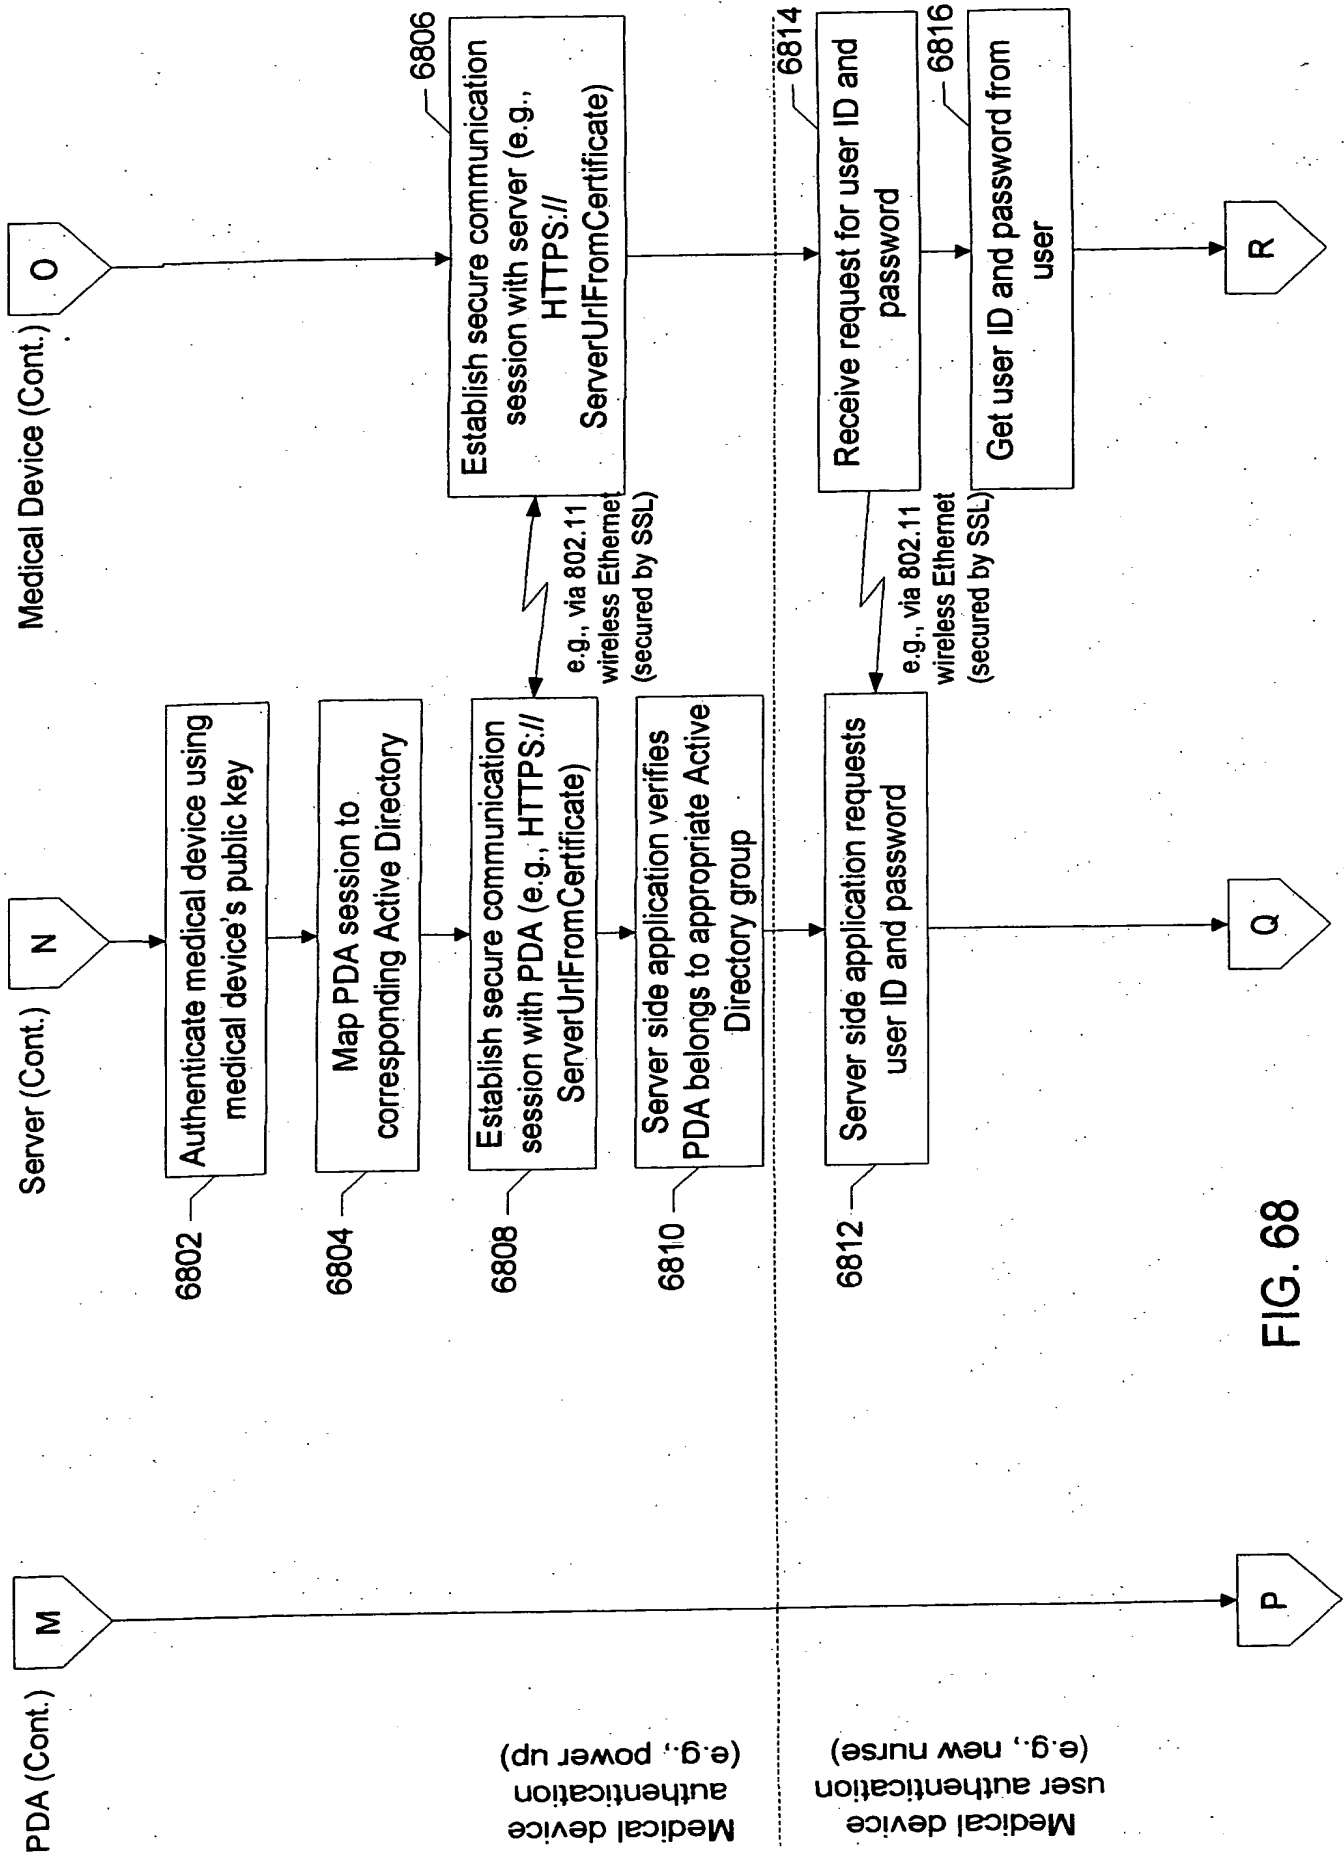 PDA (Cont.)
Server (Cont.)
Medical Device (Cont.)
M
N
O
6802
Authenticate medical device using
medical device's public key
6804
Map PDA session to
corresponding Active Directory
6806
Establish secure communication
session with server (e.g.,
HTTPS://
ServerUrlFromCertificate)
6808
Establish secure communication
session with PDA (e.g., HTTPS://
ServerUrlFromCertificate)
e.g., via 802.11
wireless Ethernet
(secured by SSL)
6810
Server side application verifies
PDA belongs to appropriate Active
Directory group
Medical device
authentication
(e.g., power up)
6812
Server side application requests
user ID and password
e.g., via 802.11
wireless Ethernet
(secured by SSL)
6814
Receive request for user ID and
password
6816
Get user ID and password from
user
Medical device
user authentication
(e.g., new nurse)
P
Q
R
FIG. 68